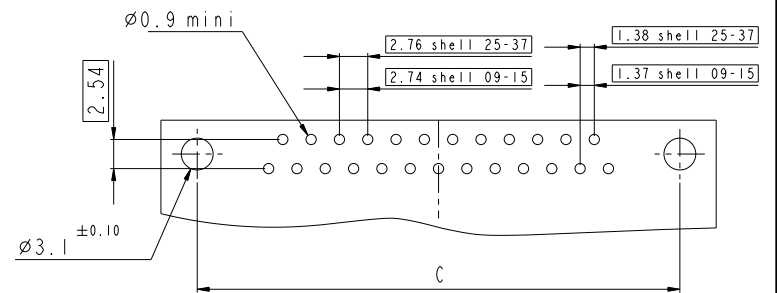 Ø0.9 mini
2.76 shell 25-37
2.74 shell 09-15
1.38 shell 25-37
1.37 shell 09-15
2.54
Ø3.1 ±0.10
C